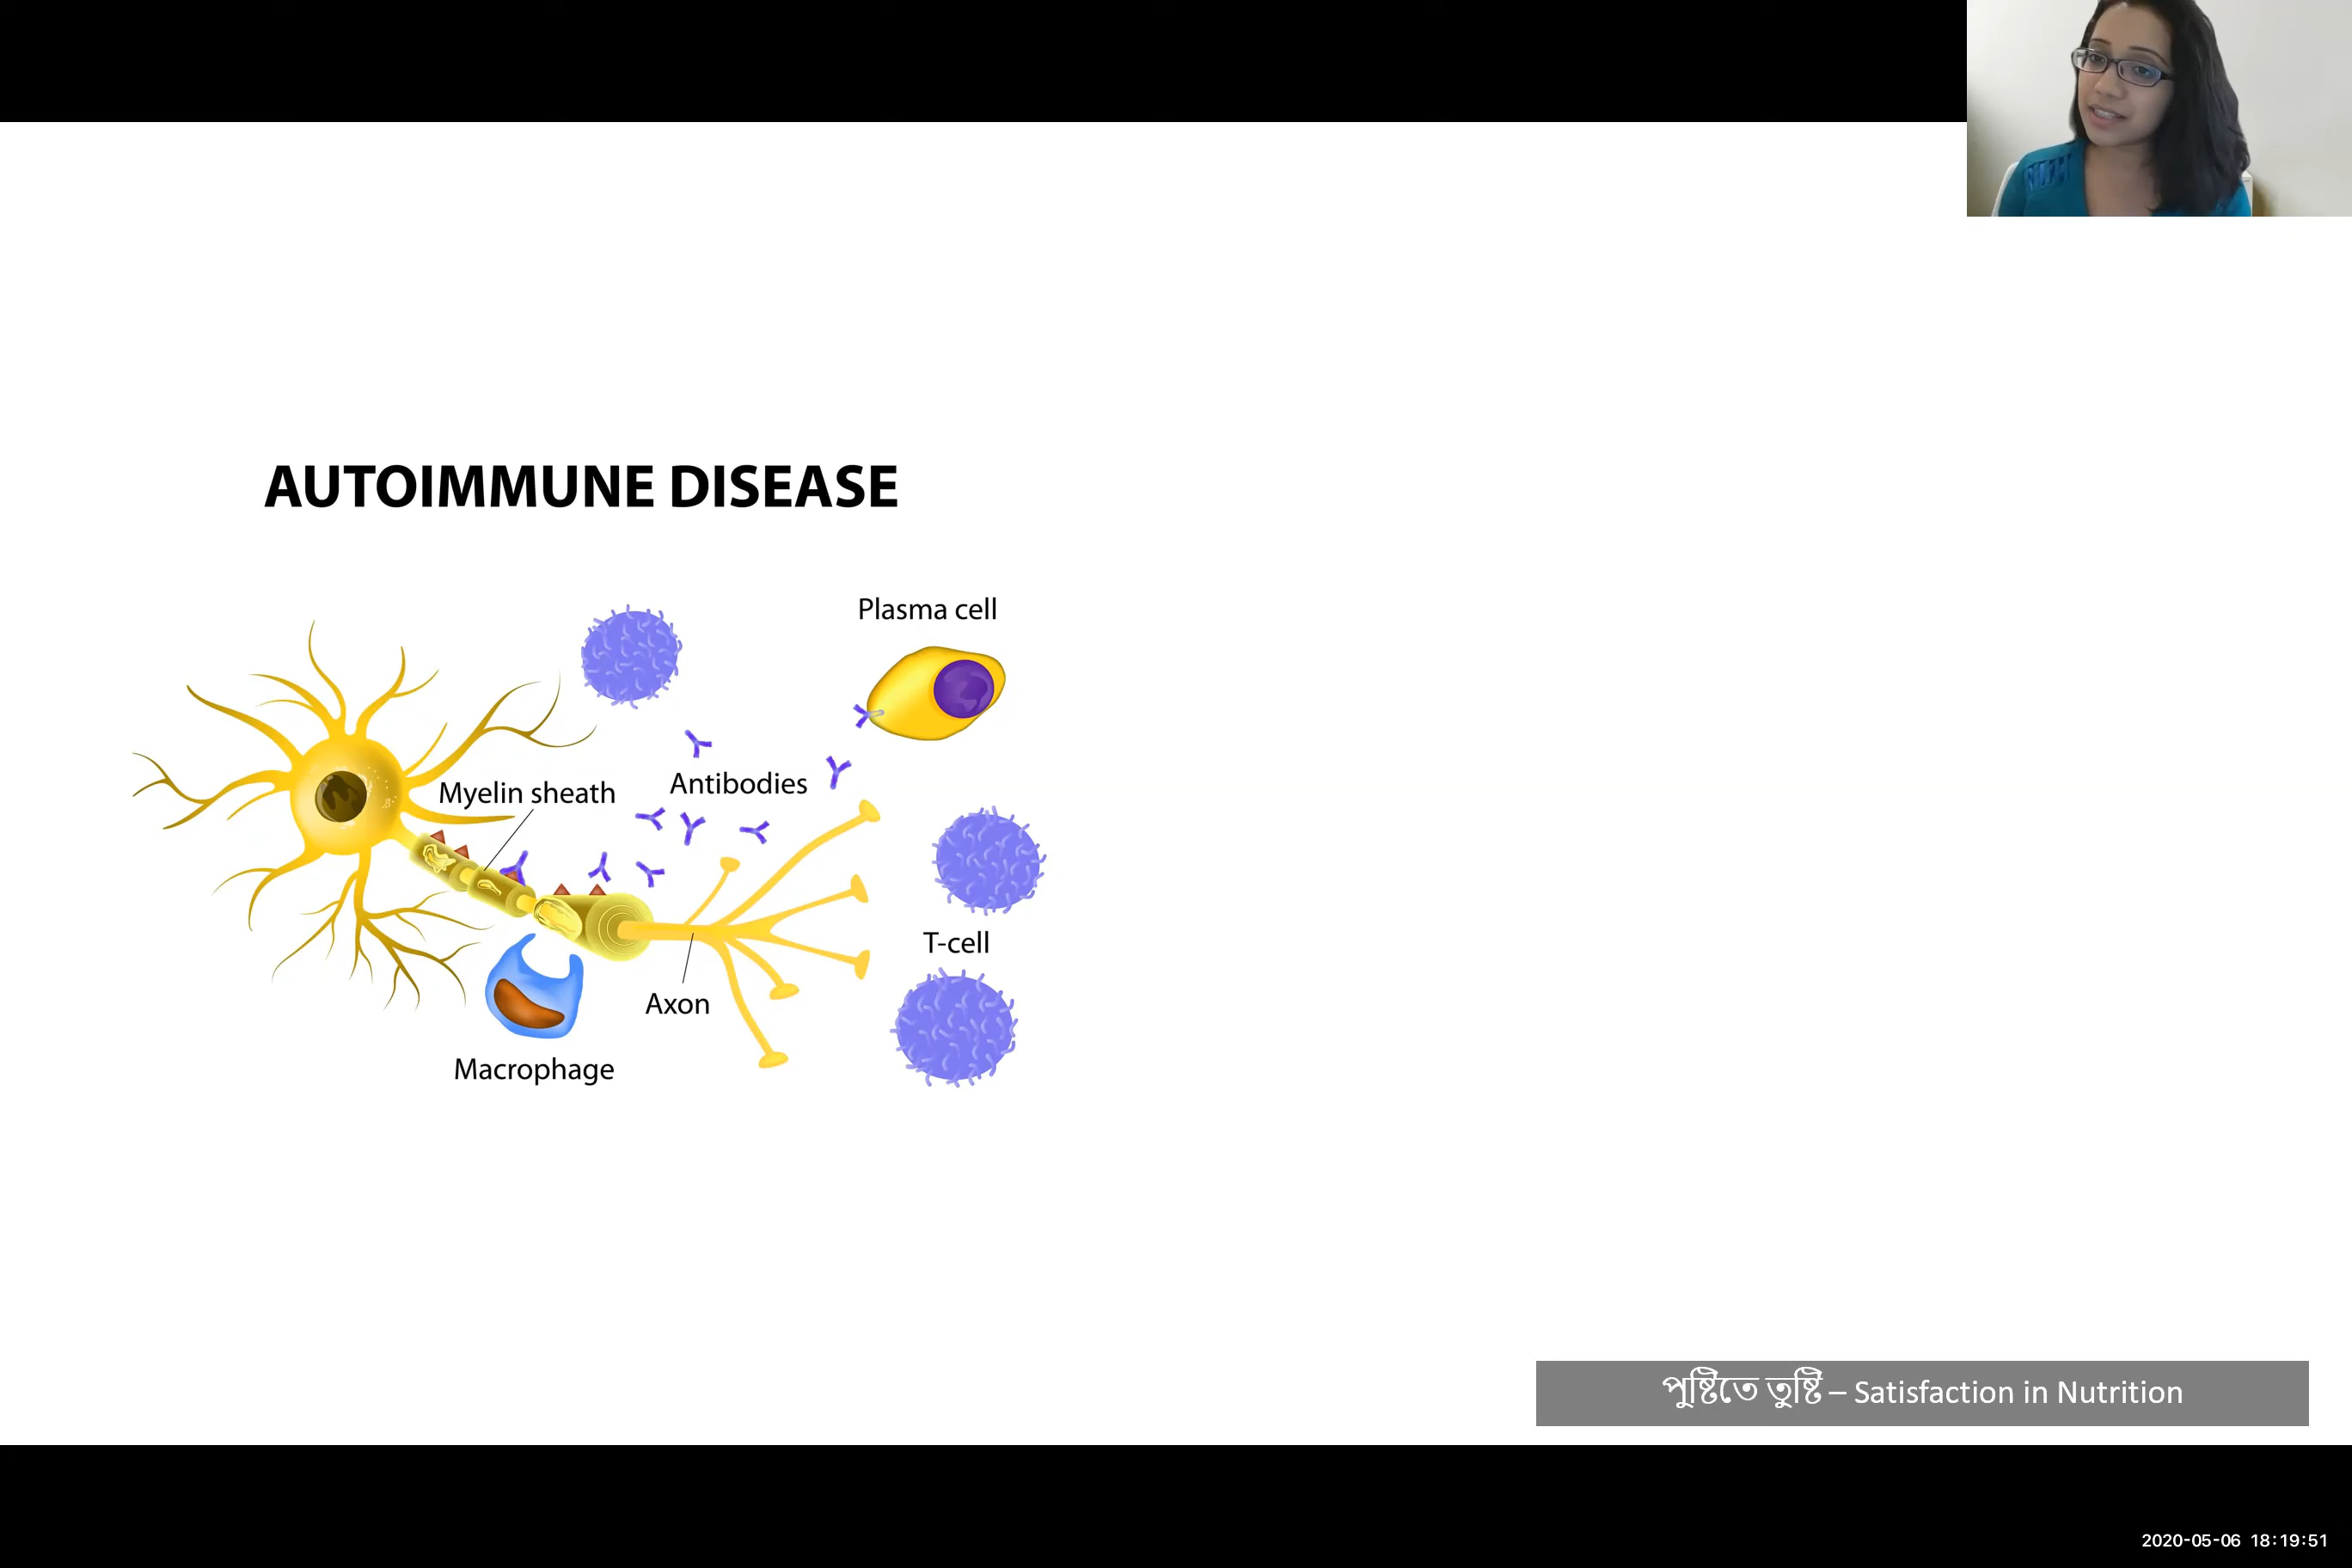 AUTOIMMUNE DISEASE
Plasma cell
Myelin sheath
Antibodies
T-cell
Axon
Macrophage
পুষ্টিতে তুষ্টি – Satisfaction in Nutrition
2020-05-06 18:19:51